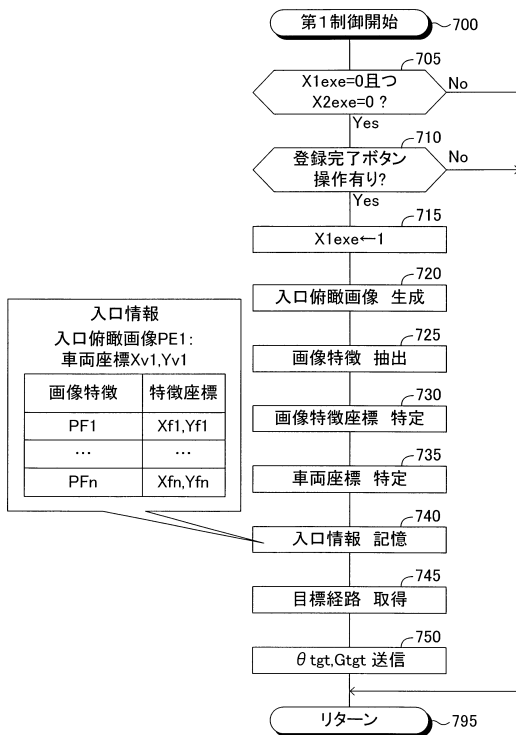 第1制御開始
700
705
X1exe=0且つ
X2exe=0 ?
No
Yes
710
登録完了ボタン
操作有り?
No
Yes
715
X1exe←1
720
入口俯瞰画像 生成
725
画像特徴 抽出
730
画像特徴座標 特定
735
車両座標 特定
740
入口情報 記憶
745
目標経路 取得
750
θtgt,Gtgt 送信
リターン
795
入口情報
入口俯瞰画像PE1:
車両座標Xv1,Yv1
画像特徴 特徴座標
PF1 Xf1,Yf1
… …
PFn Xfn,Yfn